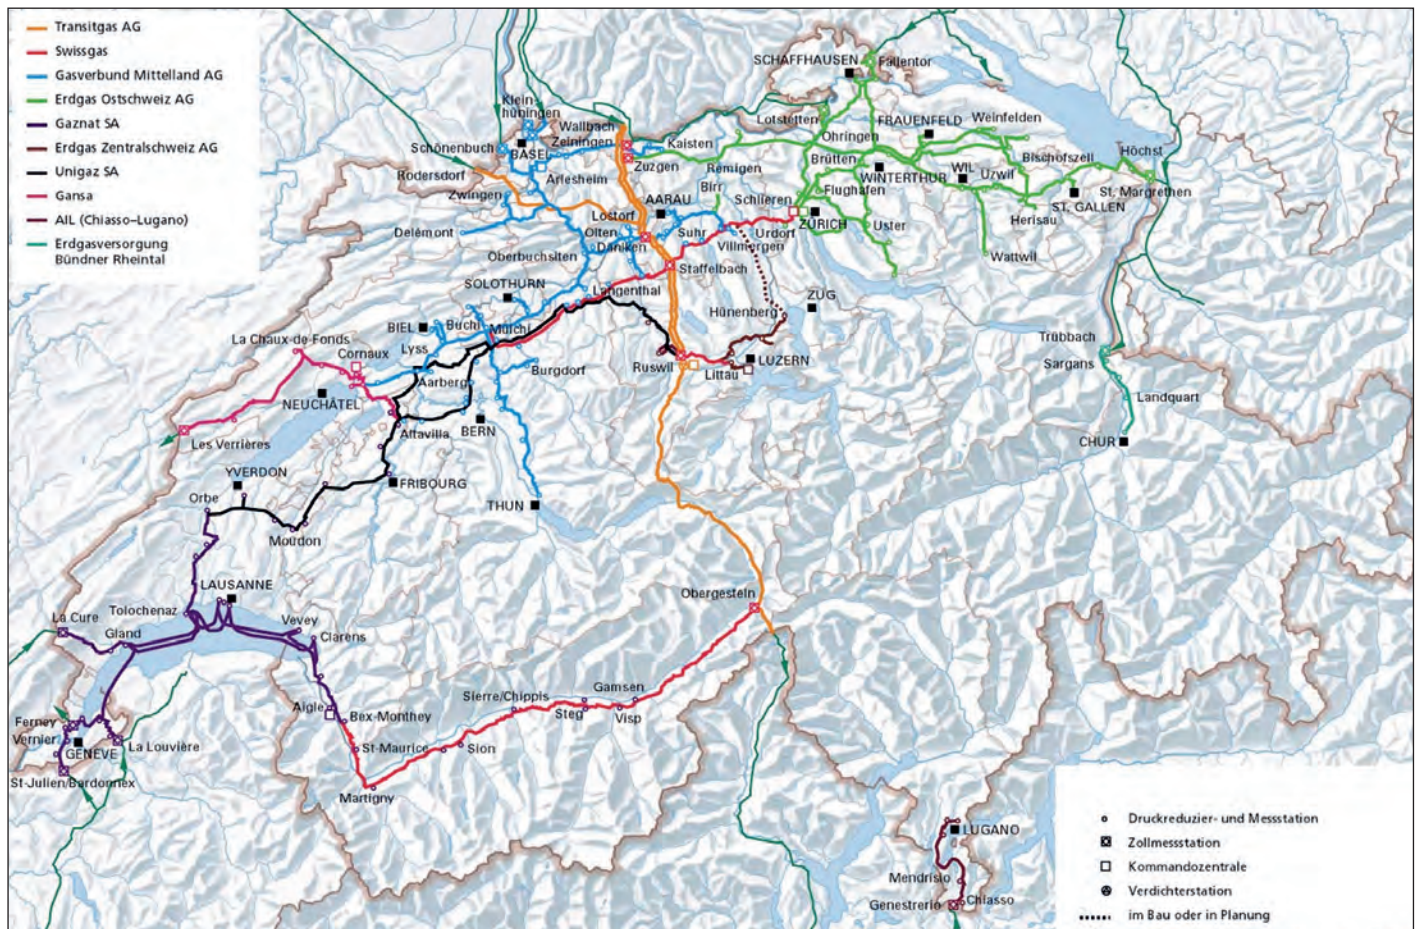 Transitgas AG
Swissgas
Gasverbund Mittelland AG
Erdgas Ostschweiz AG
Gaznat SA
Erdgas Zentralschweiz AG
Unigaz SA
Gansa
AIL (Chiasso–Lugano)
Erdgasversorgung
Bündner Rheintal
SCHAFFHAUSEN
Fallentor
Klein-
hüningen
Wallbach
Zeiningen
Kaisten
Lotstetten
Ohringen
FRAUENFELD
Weinfelden
Schönenbuch
BASEL
Rodersdorf
Arlesheim
Zuzgen
Remigen
Brütten
WINTERTHUR
WIL
Uzwil
Bischofszell
Höchst
Zwingen
Birr
AARAU
Flughafen
Schlieren
ZÜRICH
Herisau
ST. GALLEN
St. Margrethen
Delémont
Lostorf
Olten
Däniken
Suhr
Villmergen
Urdorf
Uster
Wattwil
Oberbuchsiten
Staffelbach
SOLOTHURN
Langenthal
ZUG
Hünenberg
BIEL
Büchi
Mülchi
La Chaux-de-Fonds
Cornaux
Lyss
Trübbach
Sargans
Burgdorf
Ruswil
Littau
LUZERN
Aarberg
NEUCHÂTEL
Landquart
Altavilla
BERN
CHUR
Les Verrières
YVERDON
FRIBOURG
Orbe
THUN
Moudon
LAUSANNE
Obergesteln
Tolochenaz
La Cure
Gland
Vevey
Clarens
Gamsen
Sierre/Chippis
Steg
Visp
Aigle
Bex-Monthey
Ferney
Vernier
GENÈVE
La Louvière
St-Maurice
Sion
St-Julien/Bardonnex
Martigny
LUGANO
Mendrisio
Genestrerio
Chiasso
Druckreduzier- und Messstation
Zollmessstation
Kommandozentrale
Verdichterstation
im Bau oder in Planung